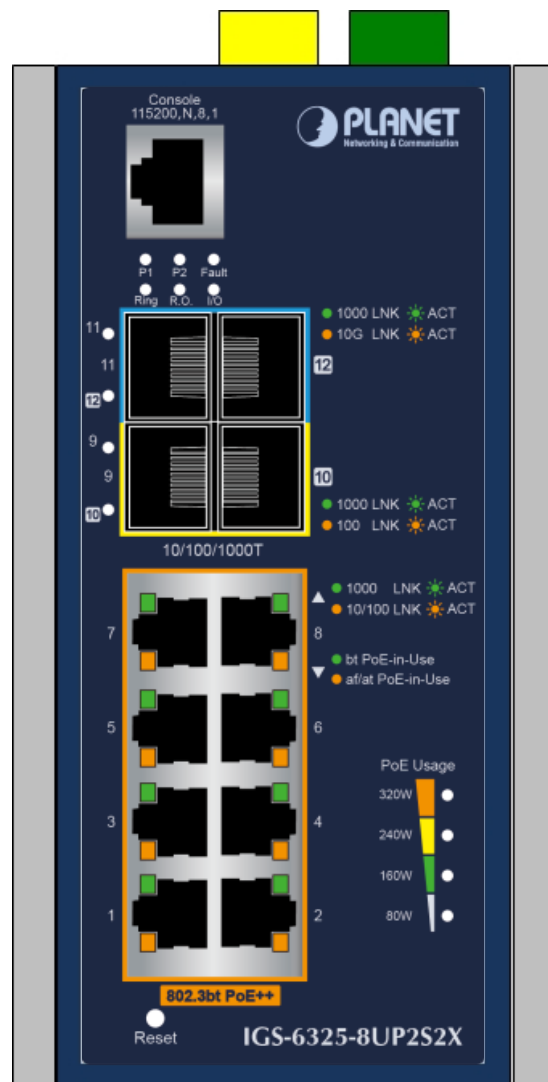 Console
115200,N,8,1
PLANET
Networking & Communication
P1 P2 Fault
Ring R.O. I/O
1000 LNK ACT
10G LNK ACT
11
11
12
12
9
9
10
10
1000 LNK ACT
100 LNK ACT
10/100/1000T
1000 LNK ACT
10/100 LNK ACT
7
8
bt PoE-in-Use
af/at PoE-in-Use
5
6
PoE Usage
320W
240W
160W
80W
3
4
1
2
802.3bt PoE++
Reset
IGS-6325-8UP2S2X